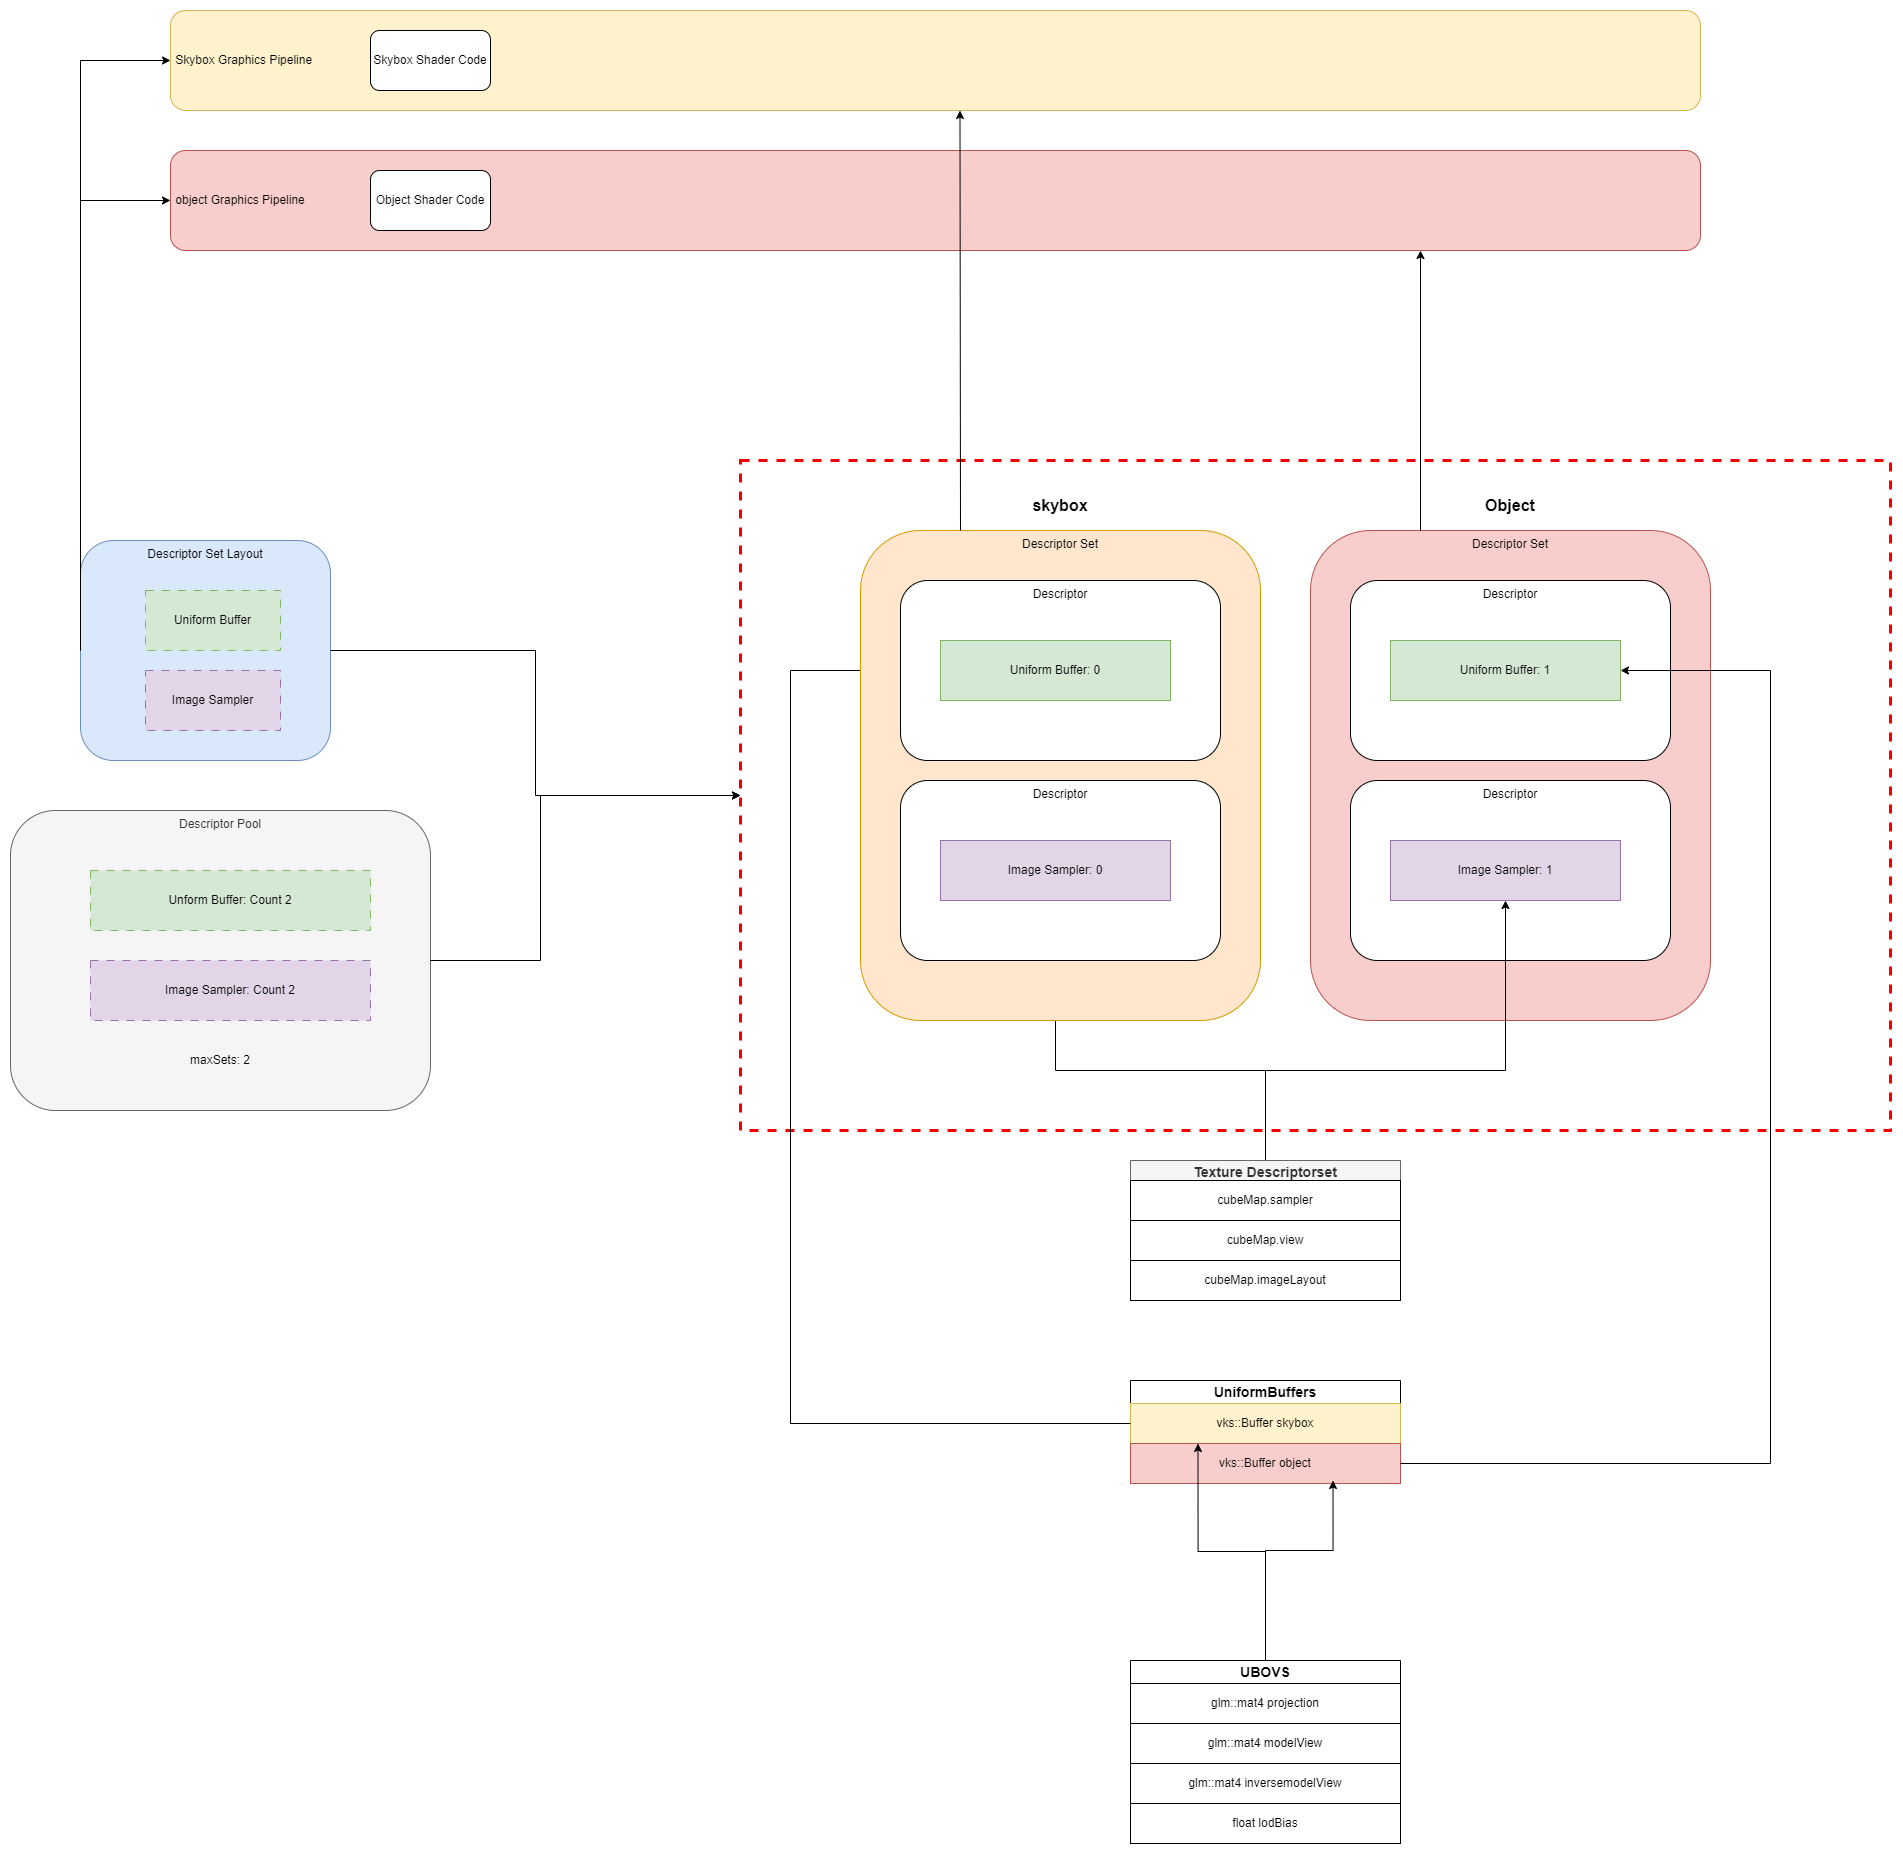 Skybox Graphics Pipeline
Skybox Shader Code
object Graphics Pipeline
Object Shader Code
skybox
Object
Descriptor Set Layout
Uniform Buffer
Image Sampler
Descriptor Pool
Unform Buffer: Count 2
Image Sampler: Count 2
maxSets: 2
Descriptor Set
Descriptor
Uniform Buffer: 0
Descriptor
Image Sampler: 0
Descriptor Set
Descriptor
Uniform Buffer: 1
Descriptor
Image Sampler: 1
Texture Descriptorset
cubeMap.sampler
cubeMap.view
cubeMap.imageLayout
UniformBuffers
vks::Buffer skybox
vks::Buffer object
UBOVS
glm::mat4 projection
glm::mat4 modelView
glm::mat4 inversemodelView
float lodBias